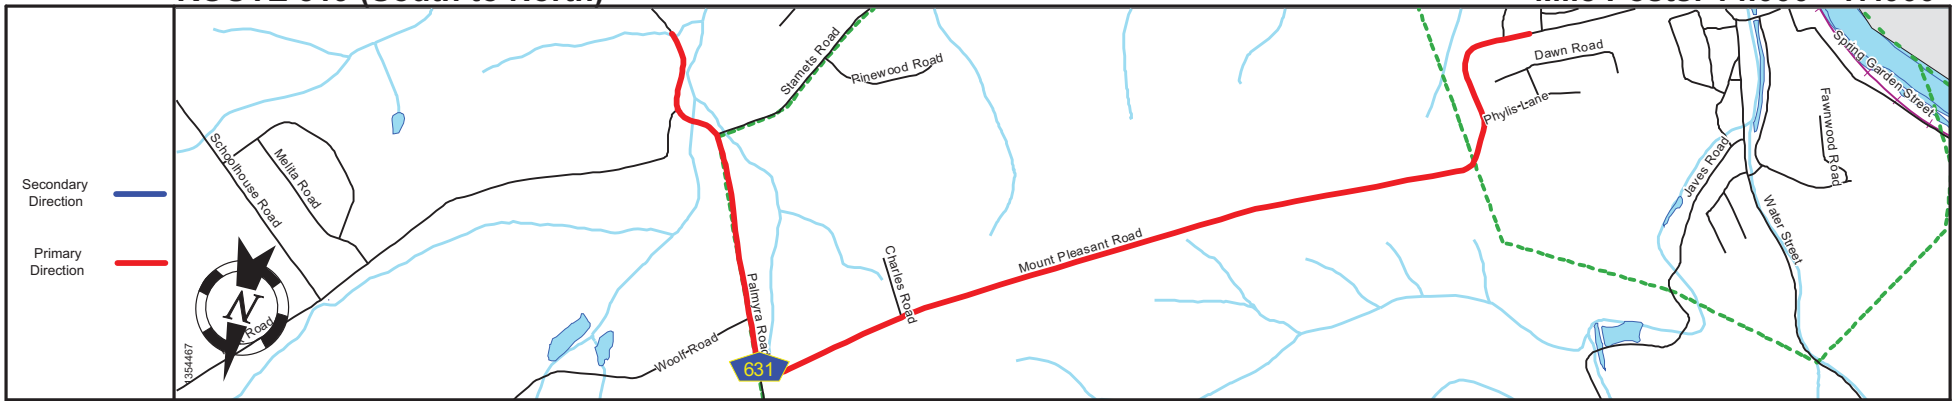 Secondary
Direction
Primary
Direction
Schoolhouse Road
Melita Road
Stamets Road
Pinewood Road
Palmyra Road
Woolf Road
Charles Road
Mount Pleasant Road
631
Dawn Road
Phylis Lane
Javes Road
Water Street
Fawnwood Road
Spring Garden Street
N
Road
1354467